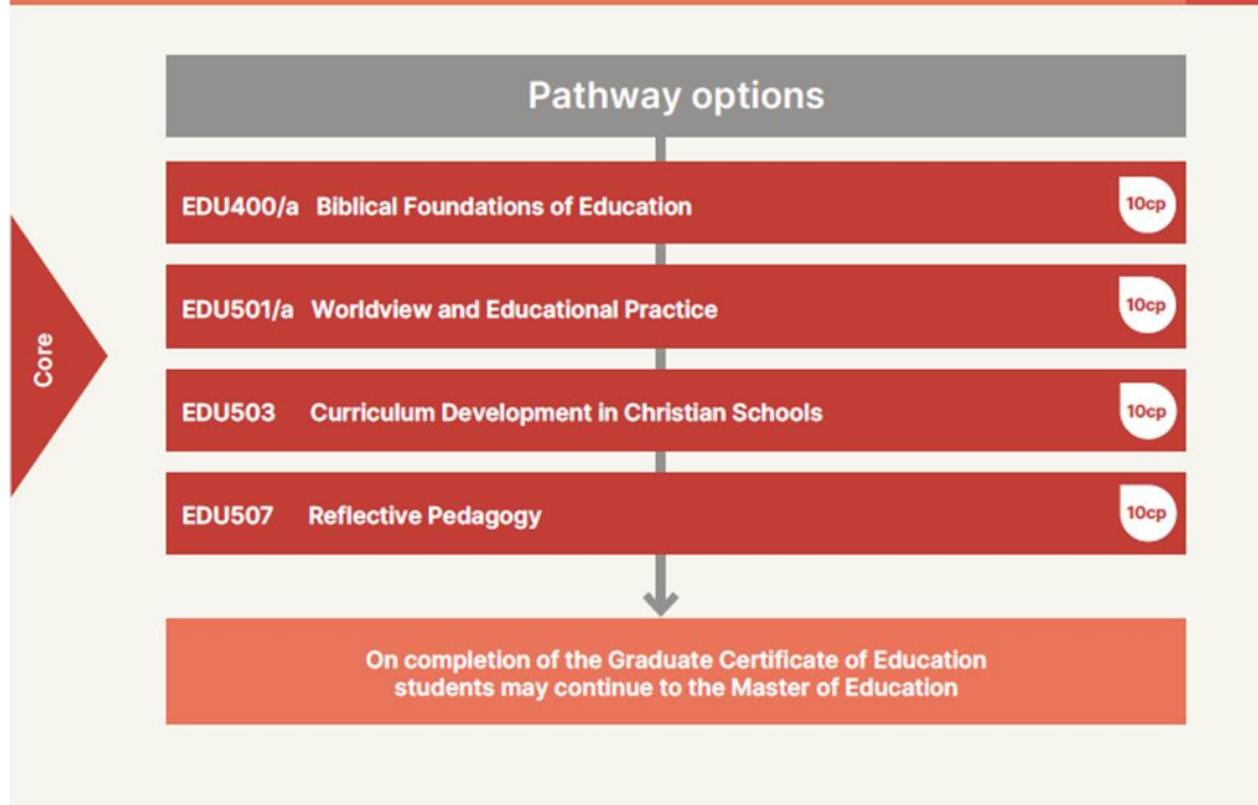 Pathway options
EDU400/a Biblical Foundations of Education 10cp
EDU501/a Worldview and Educational Practice 10cp
Core
EDU503 Curriculum Development in Christian Schools 10cp
EDU507 Reflective Pedagogy 10cp
On completion of the Graduate Certificate of Education
students may continue to the Master of Education